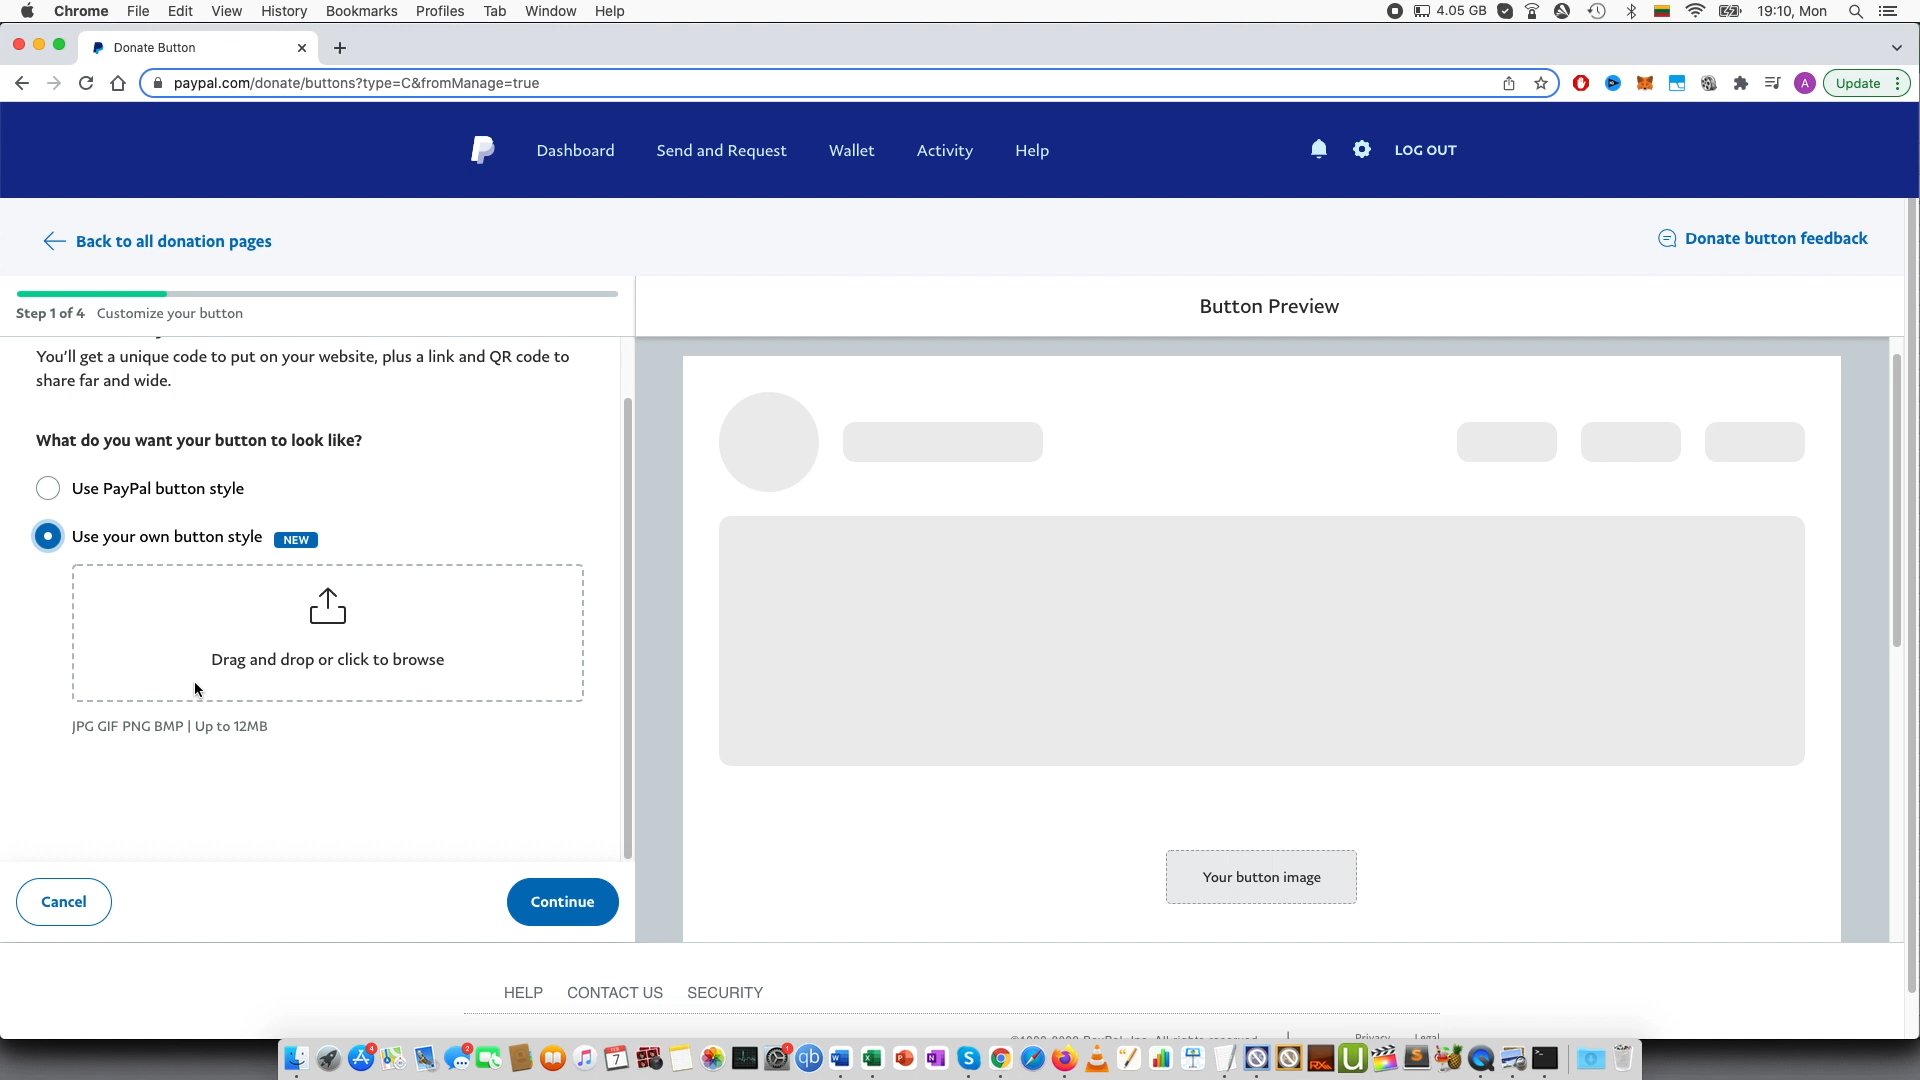 Chrome File Edit View History Bookmarks Profiles Tab Window Help 4.05 GB 19:10, Mon
Donate Button
paypal.com/donate/buttons?type=C&fromManage=true A Update
Dashboard Send and Request Wallet Activity Help LOG OUT
Back to all donation pages
Donate button feedback
Step 1 of 4 Customize your button
Button Preview
You'll get a unique code to put on your website, plus a link and QR code to
share far and wide.
What do you want your button to look like?
Use PayPal button style
Use your own button style NEW
Drag and drop or click to browse
JPG GIF PNG BMP | Up to 12MB
Your button image
Cancel
Continue
HELP CONTACT US SECURITY